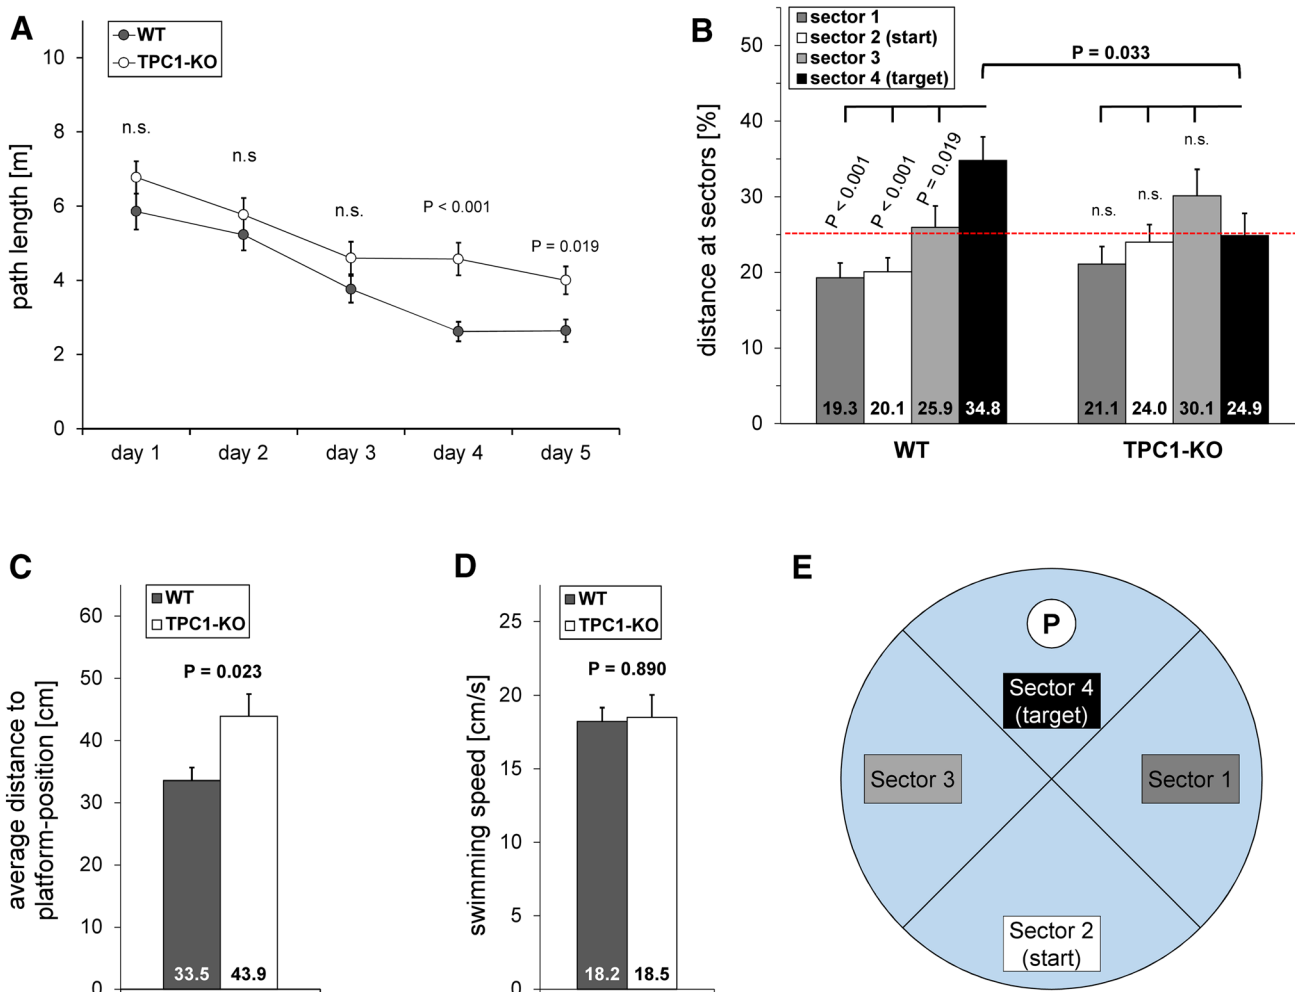 A
WT
TPC1-KO
path length [m]
10
8
6
4
2
0
n.s.
n.s
n.s.
P < 0.001
P = 0.019
day 1
day 2
day 3
day 4
day 5
B
sector 1
sector 2 (start)
sector 3
sector 4 (target)
distance at sectors [%]
50
40
30
20
10
0
P = 0.033
P < 0.001
P < 0.001
P = 0.019
n.s.
n.s.
n.s.
19.3
20.1
25.9
34.8
21.1
24.0
30.1
24.9
WT
TPC1-KO
C
WT
TPC1-KO
average distance to
platform-position [cm]
60
50
40
30
20
10
0
P = 0.023
33.5
43.9
D
WT
TPC1-KO
swimming speed [cm/s]
25
20
15
10
5
0
P = 0.890
18.2
18.5
E
P
Sector 4
(target)
Sector 3
Sector 1
Sector 2
(start)